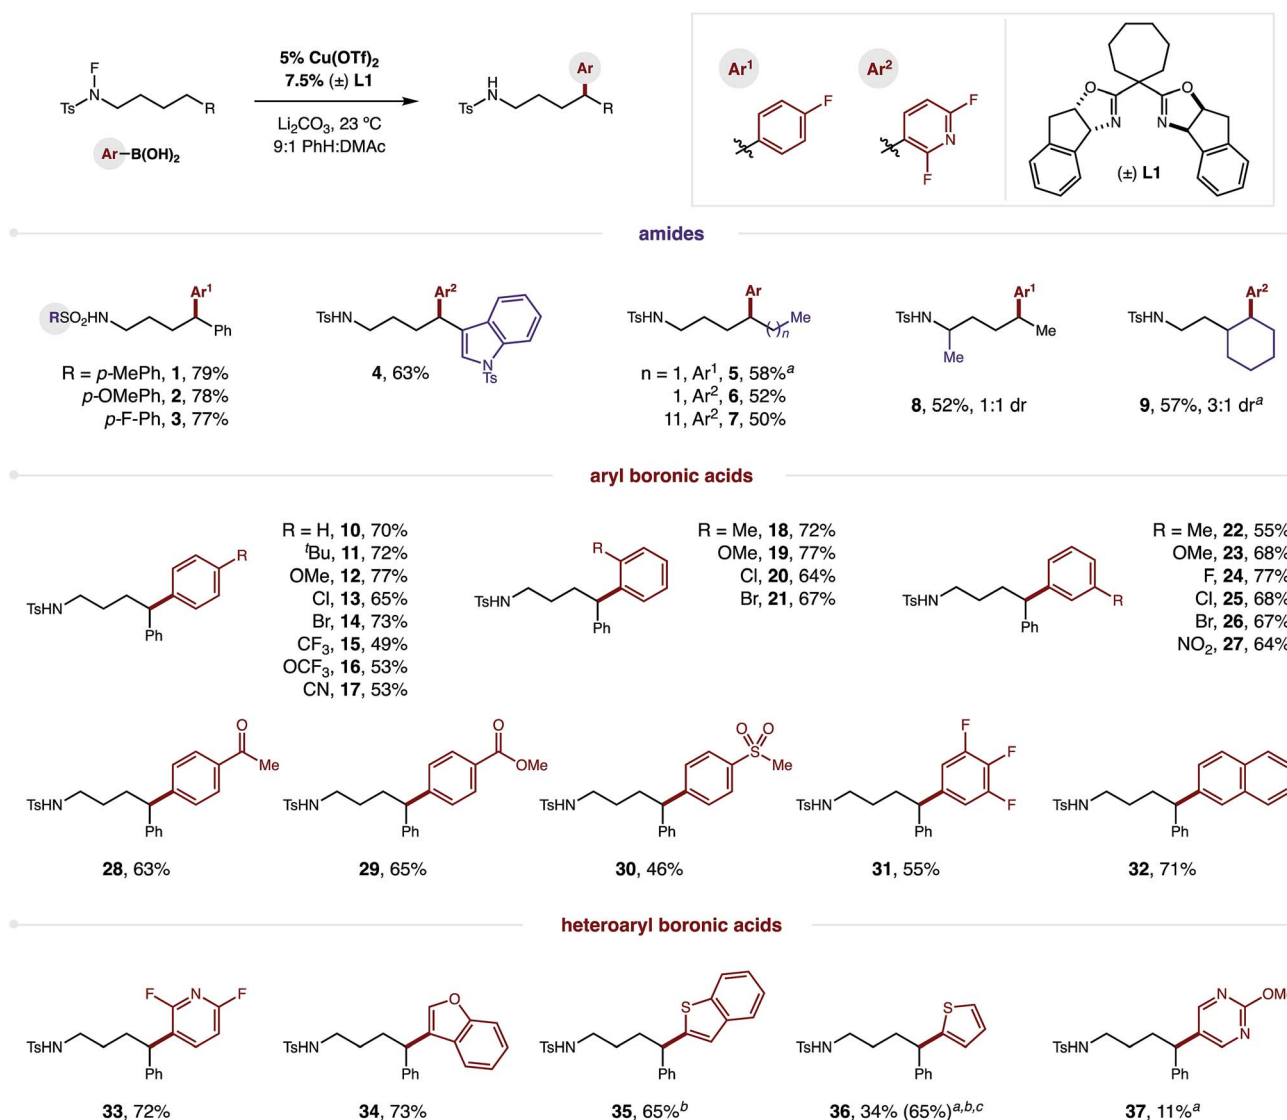 F
Ts N R
Ar–B(OH)2
5% Cu(OTf)2
7.5% (±) L1
Li2CO3, 23 ºC
9:1 PhH:DMAc
Ar
H
Ts N R
Ar1
F
Ar2
F
N
F
O O
N N
(±) L1
amides
Ar1
RSO2HN Ph
R = p-MePh, 1, 79%
p-OMePh, 2, 78%
p-F-Ph, 3, 77%
Ar2
TsHN
N
Ts
4, 63%
Ar
TsHN ( )n Me
n = 1, Ar1, 5, 58%a
1, Ar2, 6, 52%
11, Ar2, 7, 50%
Ar1
TsHN Me
Me
8, 52%, 1:1 dr
Ar2
TsHN
9, 57%, 3:1 dra
aryl boronic acids
R
TsHN
Ph
R = H, 10, 70%
tBu, 11, 72%
OMe, 12, 77%
Cl, 13, 65%
Br, 14, 73%
CF3, 15, 49%
OCF3, 16, 53%
CN, 17, 53%
R
TsHN
Ph
R = Me, 18, 72%
OMe, 19, 77%
Cl, 20, 64%
Br, 21, 67%
TsHN R
Ph
R = Me, 22, 55%
OMe, 23, 68%
F, 24, 77%
Cl, 25, 68%
Br, 26, 67%
NO2, 27, 64%
O
Me
TsHN
Ph
28, 63%
O
OMe
TsHN
Ph
29, 65%
O O
S
Me
TsHN
Ph
30, 46%
F
F
F
TsHN
Ph
31, 55%
TsHN
Ph
32, 71%
heteroaryl boronic acids
F N F
TsHN
Ph
33, 72%
O
TsHN
Ph
34, 73%
S
TsHN
Ph
35, 65%b
S
TsHN
Ph
36, 34% (65%)a,b,c
N OM
N
TsHN
Ph
37, 11%a